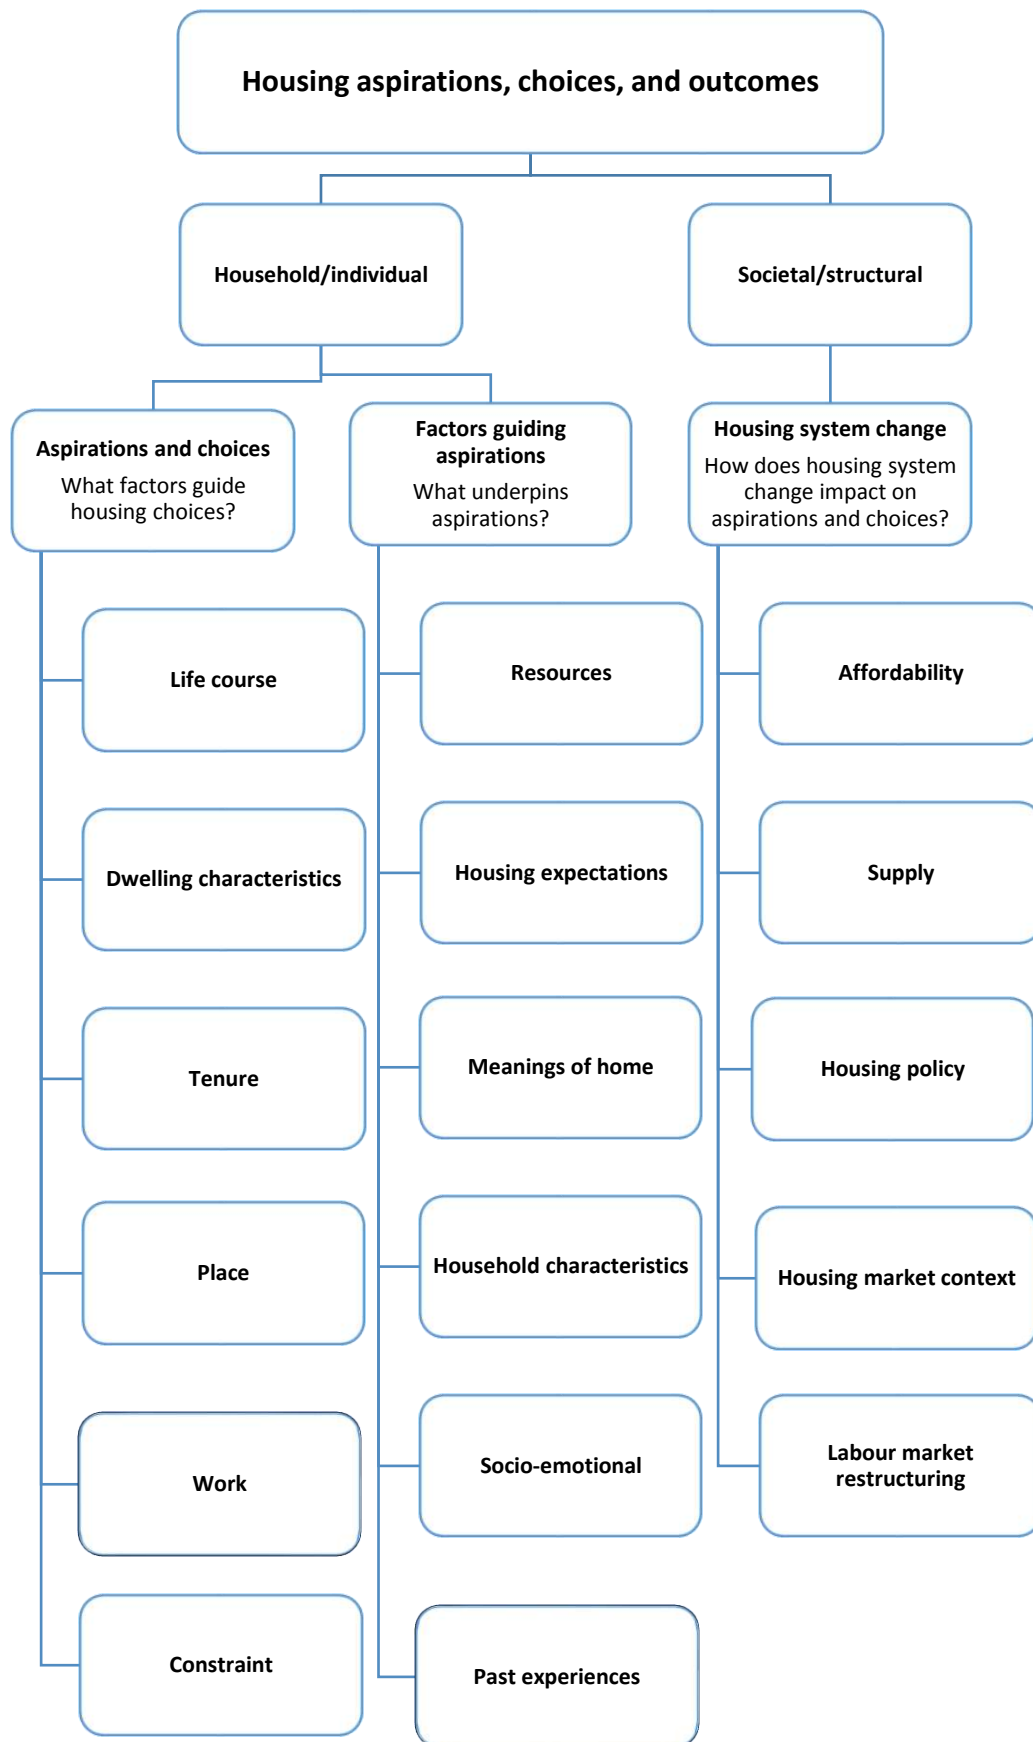 Housing aspirations, choices, and outcomes
Household/individual
Societal/structural
Aspirations and choices
What factors guide
housing choices?
Factors guiding
aspirations
What underpins
aspirations?
Housing system change
How does housing system
change impact on
aspirations and choices?
Life course
Resources
Affordability
Dwelling characteristics
Housing expectations
Supply
Tenure
Meanings of home
Housing policy
Place
Household characteristics
Housing market context
Work
Socio-emotional
Labour market
restructuring
Constraint
Past experiences